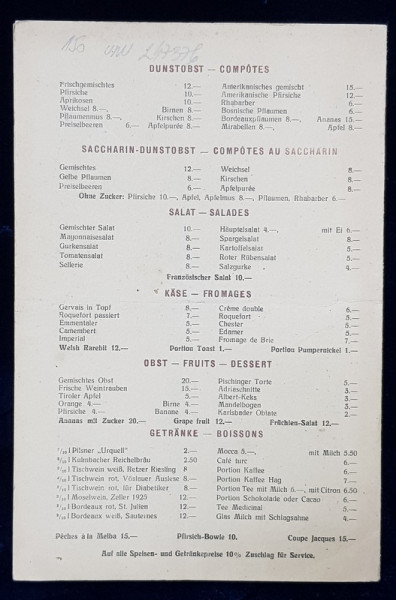 DUNSTOBST — COMPÔTES
Frischgemischtes 12.— Amerikanisches gemischt 15.—
Pfirsiche 10.— Amerikanische Pfirsiche 12.—
Aprikosen 10.— Rhabarber 6.—
Weichsel 8.—, Birnen 8.— Bosnische Pflaumen 6.—
Pflaumenmus 8.—, Kirschen 8.— Bordeauxpflaumen 8.—, Ananas 15.—
Preiselbeeren 6.— Apfelpurée 8.— Mirabellen 8.—, Äpfel 8.—
SACCHARIN-DUNSTOBST — COMPÔTES AU SACCHARIN
Gemischtes 12.— Weichsel 8.—
Gelbe Pflaumen 8.— Kirschen 8.—
Preiselbeeren 6.— Apfelpurée 8.—
Ohne Zucker: Pfirsiche 10.—, Apfel, Apfelmus 8.—, Pflaumen, Rhabarber 6.—
SALAT — SALADES
Gemischter Salat 10.— Häuptelsalat 4.—, mit Ei 6.—
Mayonnaisesalat 8.— Spargelsalat 8.—
Gurkensalat 5.— Kartoffelsalat 5.—
Tomatensalat 5.— Roter Rübensalat 5.—
Sellerie 8.— Salzgurke 4.—
Französischer Salat 10.—
KÄSE — FROMAGES
Gervais in Topf 8.— Crème double 6.—
Roquefort passiert 7.— Roquefort 5.—
Emmentaler 5.— Chester 5.—
Camembert 5.— Edamer 5.—
Imperial 5.— Fromage de Brie 7.—
Welsh Rarebit 12.— Portion Toast 1.— Portion Pumpernickel 1.—
OBST — FRUITS — DESSERT
Gemischtes Obst 20.— Pischinger Torte 5.—
Frische Weintrauben 15.— Adrieschnitte 3.—
Tiroler Apfel 5.— Albert-Keks 3.—
Orange 4.— Birne 4.— Mandelbogen 3.—
Pfirsiche 4.— Banane 4.— Karlsbader Oblate 2.—
Ananas mit Zucker 20.— Grape fruit 12.— Früchten-Salat 12.—
GETRÄNKE — BOISSONS
Pilsner „Urquell" 2.— Mocca 5.—, mit Milch 5.50
Kulmbacher Reichelbräu 2.50 Café turc 6.—
Tischwein weiß, Retzer Riesling Portion Kaffee 6.—
Tischwein rot, Vöslauer Auslese 8.— Portion Kaffee Hag 7.—
Tischwein rot, für Diabetiker 8.— Portion Tee mit Milch 6.—, mit Citron 6.50
Moselwein, Zeller 1925 12.— Portion Schokolade oder Cacao 6.—
Bordeaux rot, St. Julien 12.— Tee Medicinal 5.—
Bordeaux weiß, Sauternes 12.— Glas Milch mit Schlagsahne 4.—
Pêches à la Melba 15.— Pfirsich-Bowle 10. Coupe Jacques 15.—
Auf alle Speisen- und Getränkepreise 10% Zuschlag für Service.